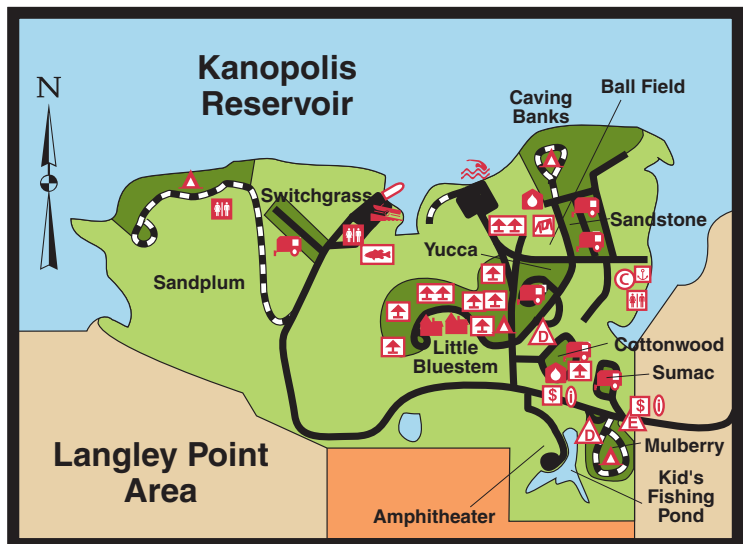 Kanopolis
Reservoir
N
Ball Field
Caving
Banks
Switchgrass
Sandstone
Yucca
Sandplum
C
D
Little
Bluestem
Cottonwood
Sumac
$ i
$ i
E
D
Mulberry
Langley Point
Area
Kid's
Fishing
Pond
Amphitheater